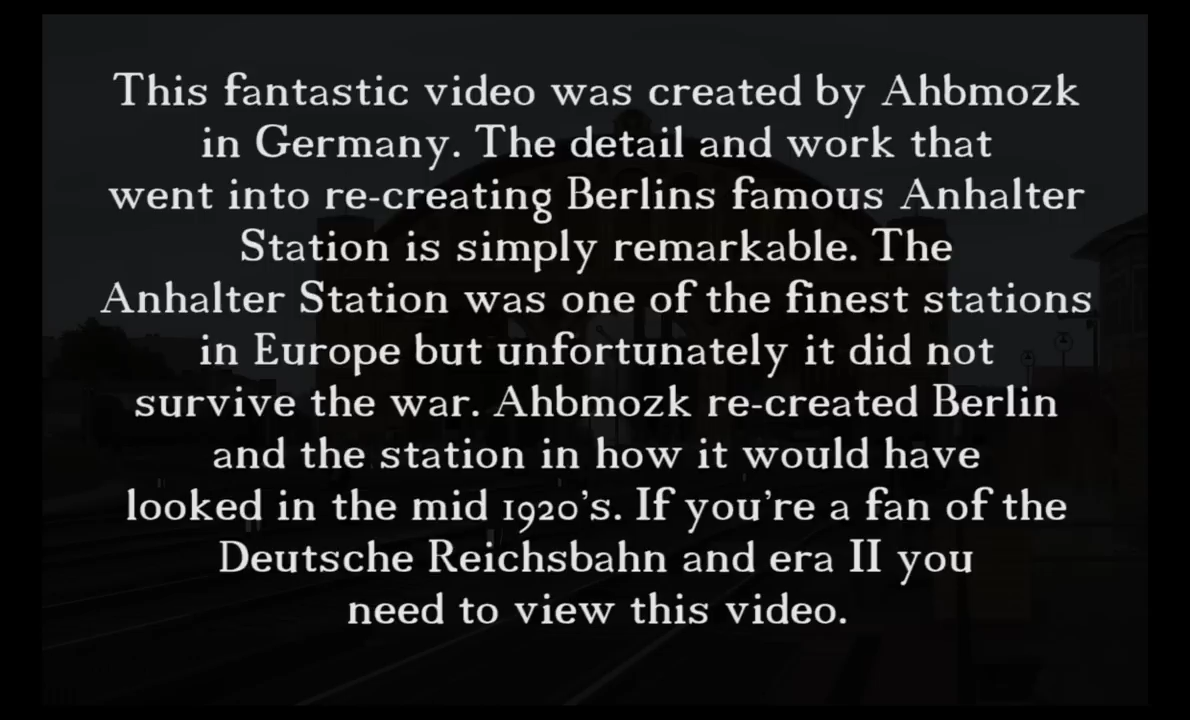 This fantastic video was created by Ahbmozk
in Germany. The detail and work that
went into re-creating Berlins famous Anhalter
Station is simply remarkable. The
Anhalter Station was one of the finest stations
in Europe but unfortunately it did not
survive the war. Ahbmozk re-created Berlin
and the station in how it would have
looked in the mid 1920's. If you're a fan of the
Deutsche Reichsbahn and era II you
need to view this video.